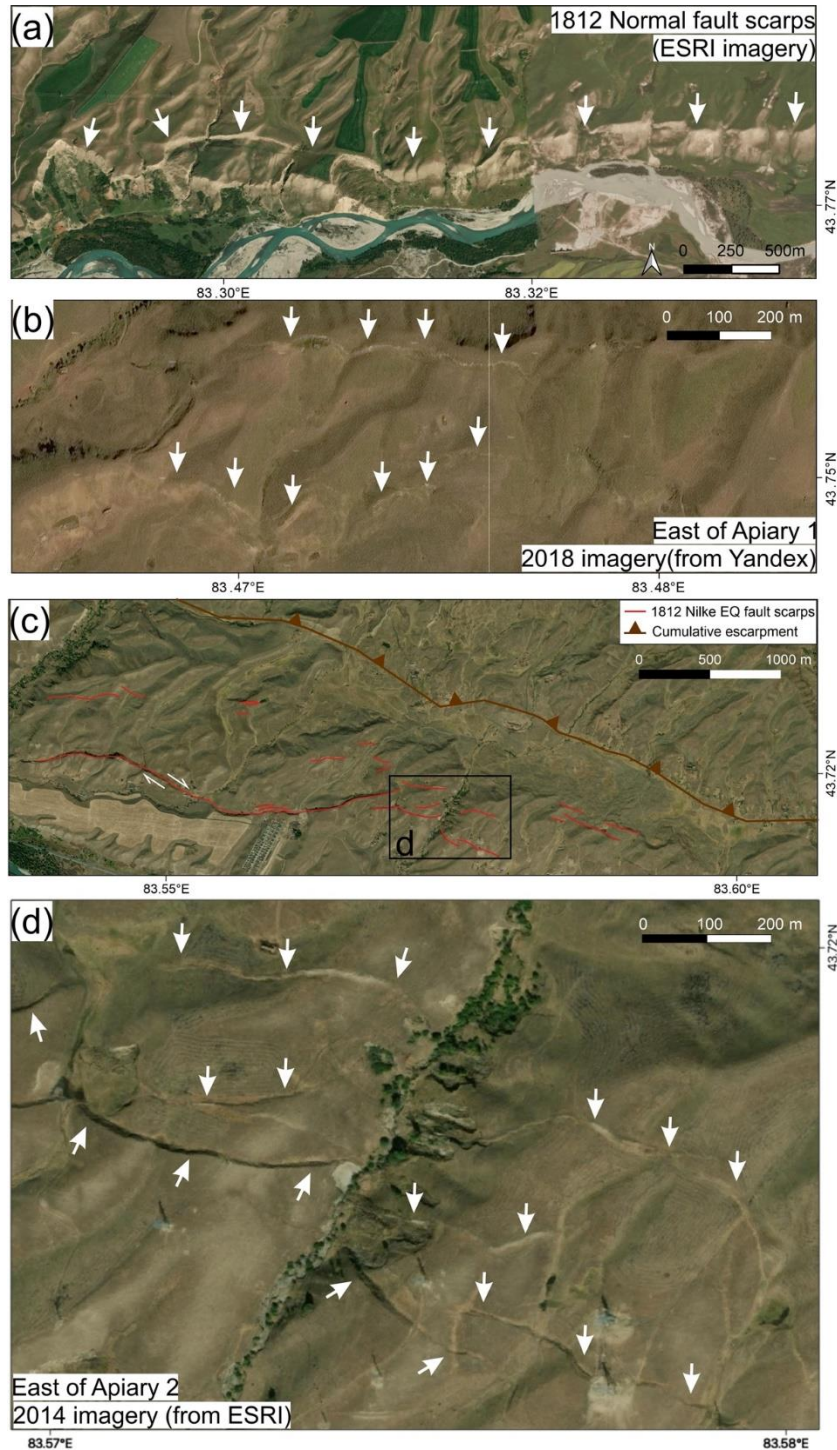 (a)
1812 Normal fault scarps
(ESRI imagery)
43.77°N
N
0 250 500m
83.30°E 83.32°E
(b)
0 100 200 m
43.75°N
East of Apiary 1
2018 imagery(from Yandex)
83.47°E 83.48°E
(c)
1812 Nilke EQ fault scarps
Cumulative escarpment
0 500 1000 m
43.72°N
d
83.55°E 83.60°E
(d)
0 100 200 m
43.72°N
East of Apiary 2
2014 imagery (from ESRI)
83.57°E 83.58°E